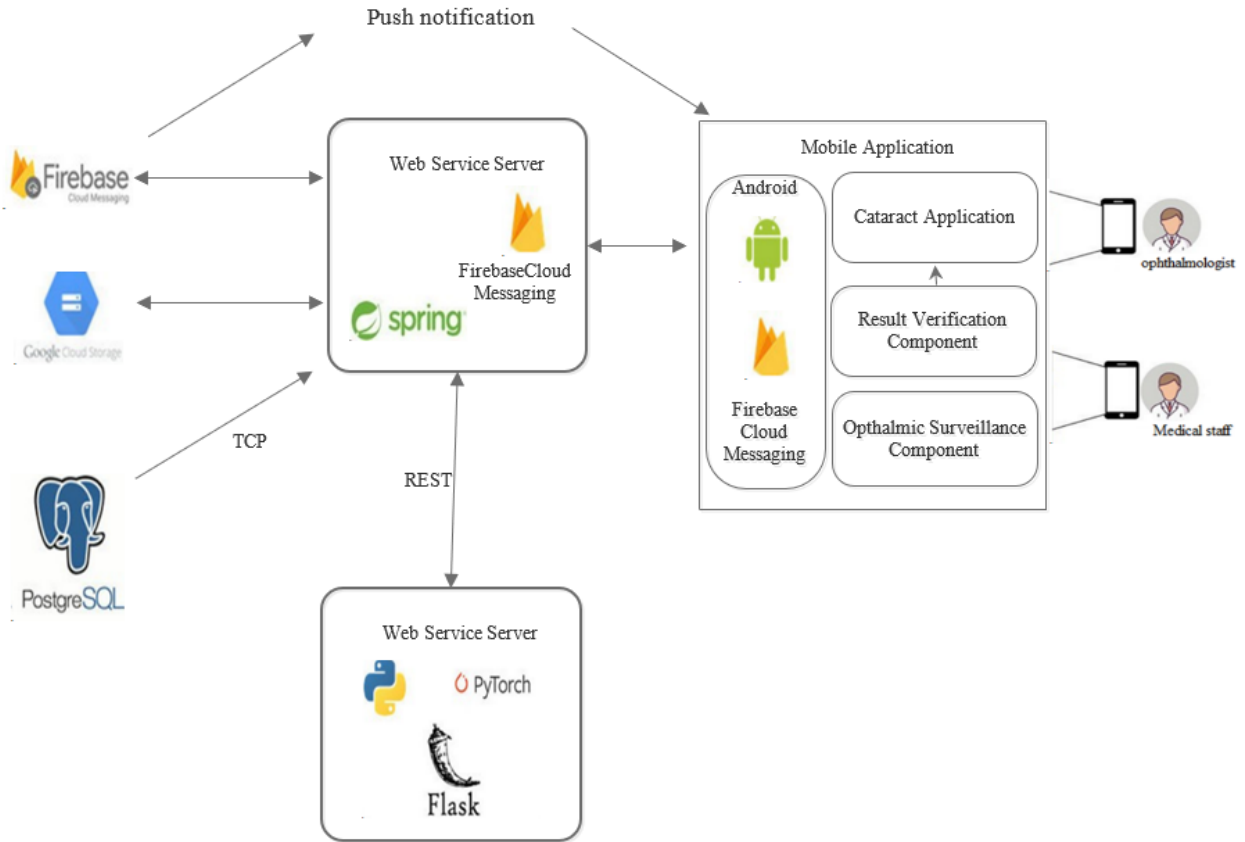 Push notification
Firebase
Cloud Messaging
Google Cloud Storage
TCP
PostgreSQL
Web Service Server
FirebaseCloud
Messaging
spring
REST
Web Service Server
PyTorch
Flask
Mobile Application
Android
Firebase
Cloud
Messaging
Cataract Application
Result Verification
Component
Opthalmic Surveillance
Component
ophthalmologist
Medical staff